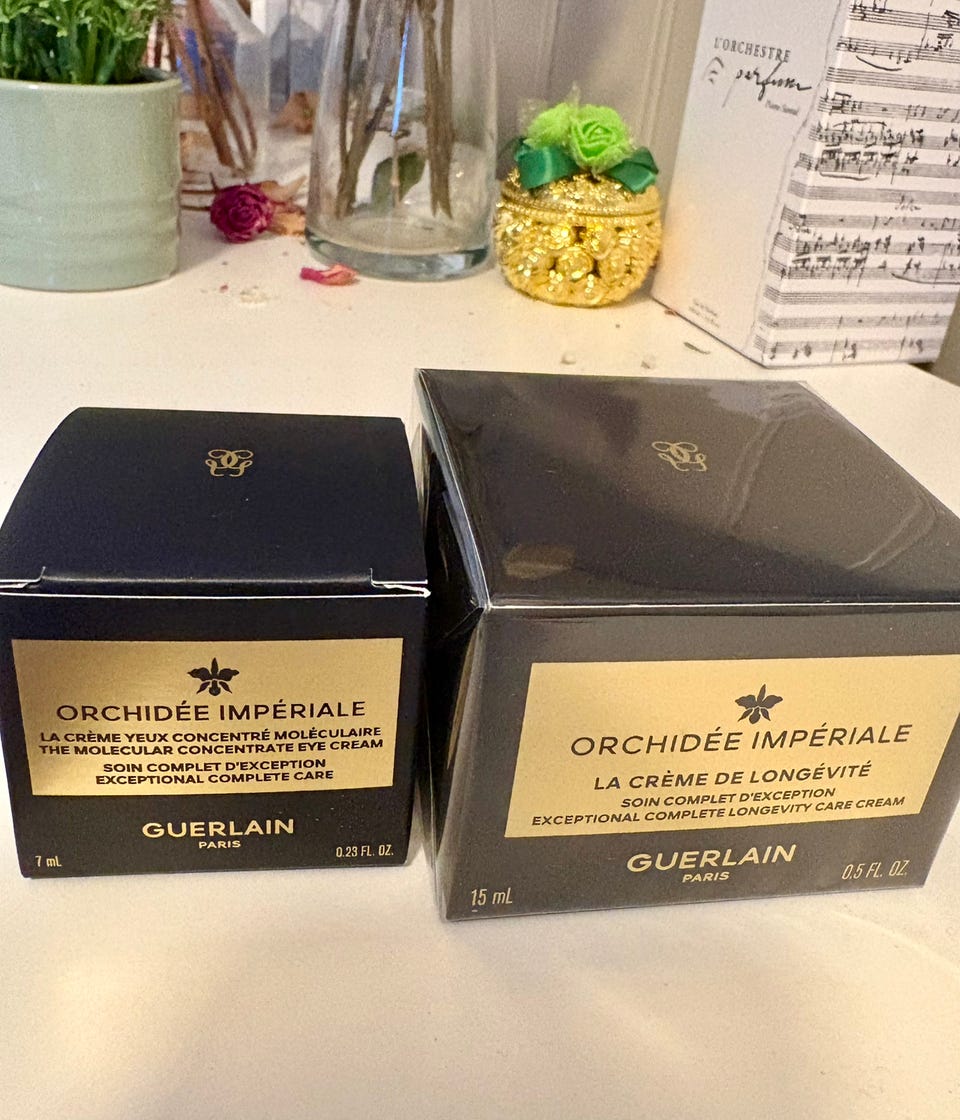 L'ORCHESTRE
parfum
ORCHIDÉE IMPÉRIALE
LA CRÈME YEUX CONCENTRÉ MOLÉCULAIRE
THE MOLECULAR CONCENTRATE EYE CREAM
SOIN COMPLET D'EXCEPTION
EXCEPTIONAL COMPLETE CARE
GUERLAIN
PARIS
7 mL
0.23 FL. OZ.
ORCHIDÉE IMPÉRIALE
LA CRÈME DE LONGÉVITÉ
SOIN COMPLET D'EXCEPTION
EXCEPTIONAL COMPLETE LONGEVITY CARE CREAM
GUERLAIN
PARIS
15 mL
0.5 FL. OZ.